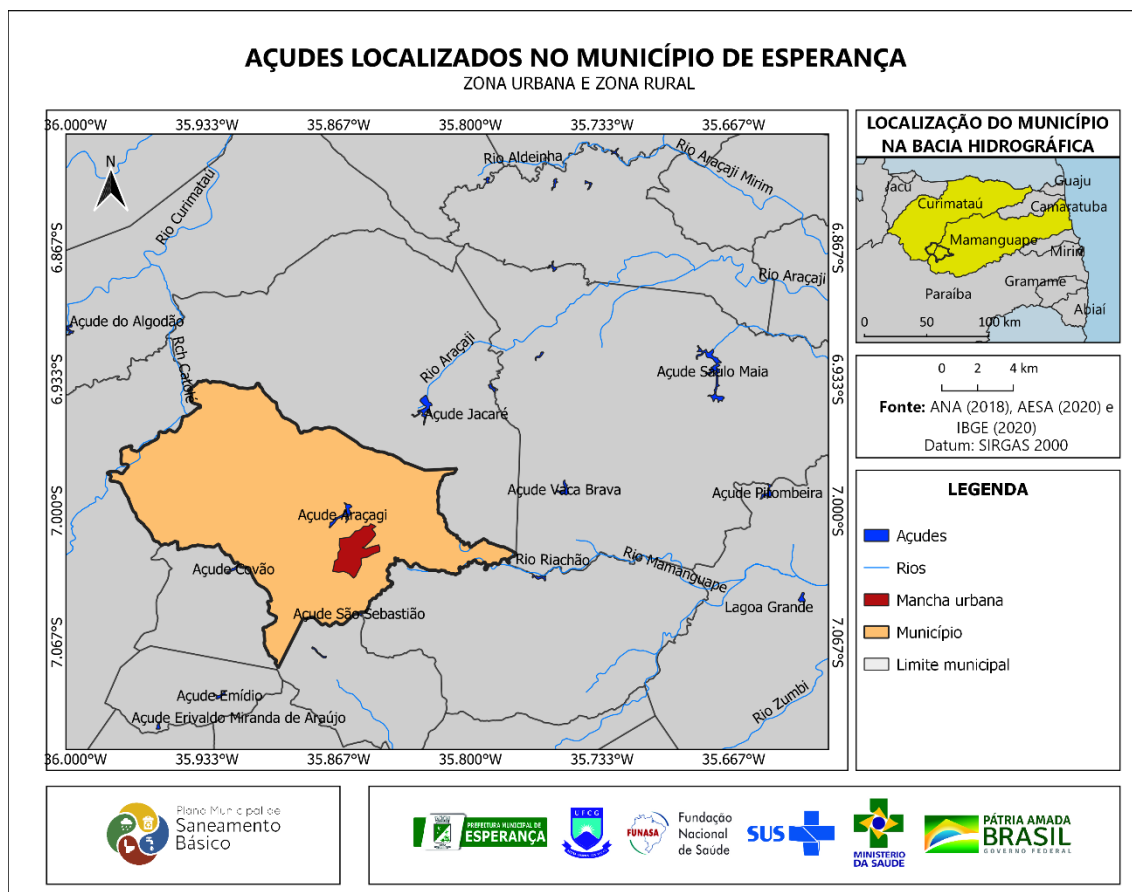 AÇUDES LOCALIZADOS NO MUNICÍPIO DE ESPERANÇA
ZONA URBANA E ZONA RURAL
36.000°W 35.933°W 35.867°W 35.800°W 35.733°W 35.667°W
N
Rio Aldeinha
Rio Araçaji Mirim
Rio Curimataú
6.867°S
6.867°S
Rio Araçaji
Açude do Algodão
Rch Catolé
Rio Araçaji
6.933°S
6.933°S
Açude Saulo Maia
Açude Jacaré
Açude Vaca Brava
Açude Pitombeira
7.000°S
7.000°S
Açude Araçagi
Rio Riachão
Rio Mamanguape
Açude Covão
Açude São Sebastião
Lagoa Grande
7.067°S
7.067°S
Açude Emídio
Rio Zumbi
Açude Erivaldo Miranda de Araújo
36.000°W 35.933°W 35.867°W 35.800°W 35.733°W 35.667°W
LOCALIZAÇÃO DO MUNICÍPIO
NA BACIA HIDROGRÁFICA
Jacu
Guaju
Curimataú
Camaratuba
Mamanguape
Mirim
Gramame
Paraíba
Abiaí
0 50 100 km
0 2 4 km
Fonte: ANA (2018), AESA (2020) e
IBGE (2020)
Datum: SIRGAS 2000
LEGENDA
Açudes
Rios
Mancha urbana
Município
Limite municipal
Plano Municipal de
Saneamento
Básico
PREFEITURA MUNICIPAL DE
ESPERANÇA
UFCG
FUNASA
Fundação
Nacional
de Saúde
SUS
MINISTÉRIO
DA SAÚDE
PÁTRIA AMADA
BRASIL
GOVERNO FEDERAL